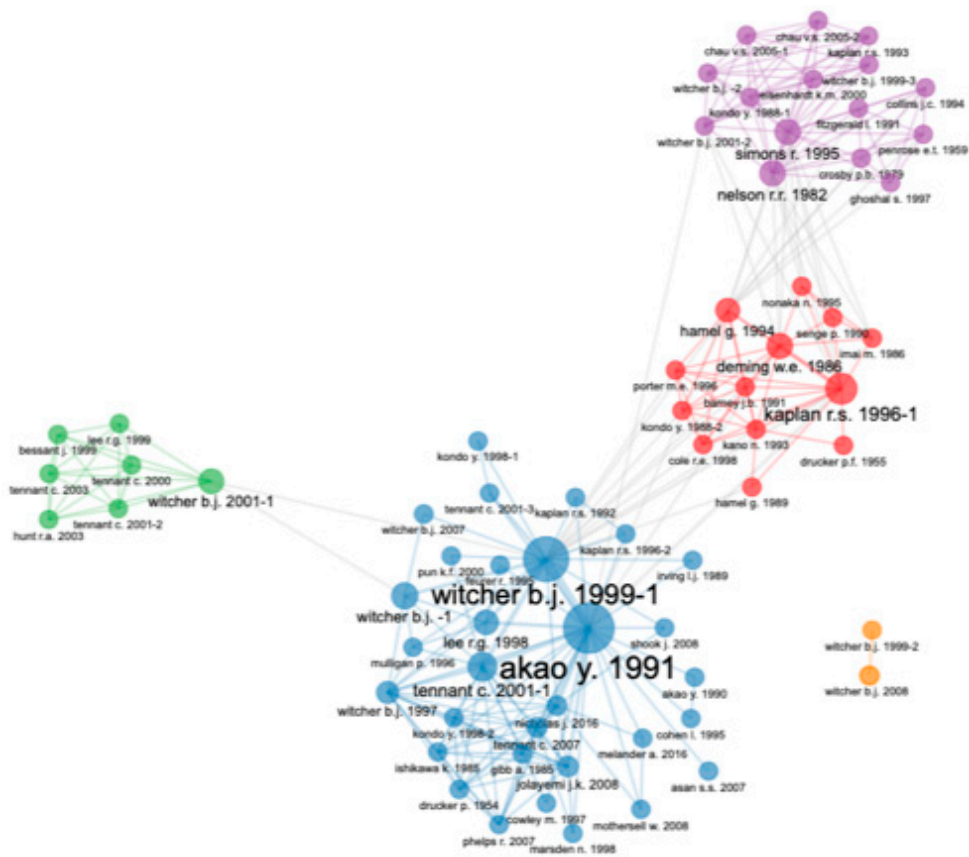 chau v.s. 2005-2
chau v.s. 2005-1
kaplan r.s. 1993
witcher b.j. 1999-3
witcher b.j. -2
eisenhardt k.m. 2000
collins j.c. 1994
kondo y. 1988-1
fitzgerald l. 1991
witcher b.j. 2001-2
simons r. 1995
penrose e.t. 1959
crosby p.b. 1979
nelson r.r. 1982
ghoshal s. 1997
nonaka n. 1995
hamel g. 1994
senge p. 1990
imai m. 1986
deming w.e. 1986
porter m.e. 1996
barney j.b. 1991
kaplan r.s. 1996-1
kondo y. 1988-2
kano n. 1993
cole r.e. 1998
drucker p.f. 1955
hamel g. 1989
lee r.g. 1999
bessant j. 1999
tennant c. 2000
tennant c. 2003
witcher b.j. 2001-1
tennant c. 2001-2
hunt r.a. 2003
kondo y. 1998-1
tennant c. 2001-3
kaplan r.s. 1992
witcher b.j. 2007
kaplan r.s. 1996-2
pun k.f. 2000
feurer r. 1995
irving l.j. 1989
witcher b.j. 1999-1
witcher b.j. -1
lee r.g. 1998
shook j. 2008
mulligan p. 1996
akao y. 1991
tennant c. 2001-1
akao y. 1990
witcher b.j. 1997
nicholas j. 2016
kondo y. 1998-2
cohen l. 1995
tennant c. 2007
melander a. 2016
ishikawa k. 1985
gibb a. 1985
jolayemi j.k. 2008
asan s.s. 2007
drucker p. 1954
cowley m. 1997
mothersell w. 2008
phelps r. 2007
marsden n. 1998
witcher b.j. 1999-2
witcher b.j. 2008